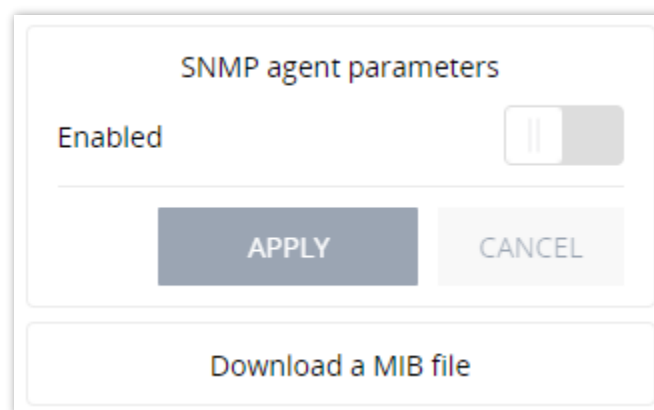 SNMP agent parameters
Enabled
APPLY CANCEL
Download a MIB file